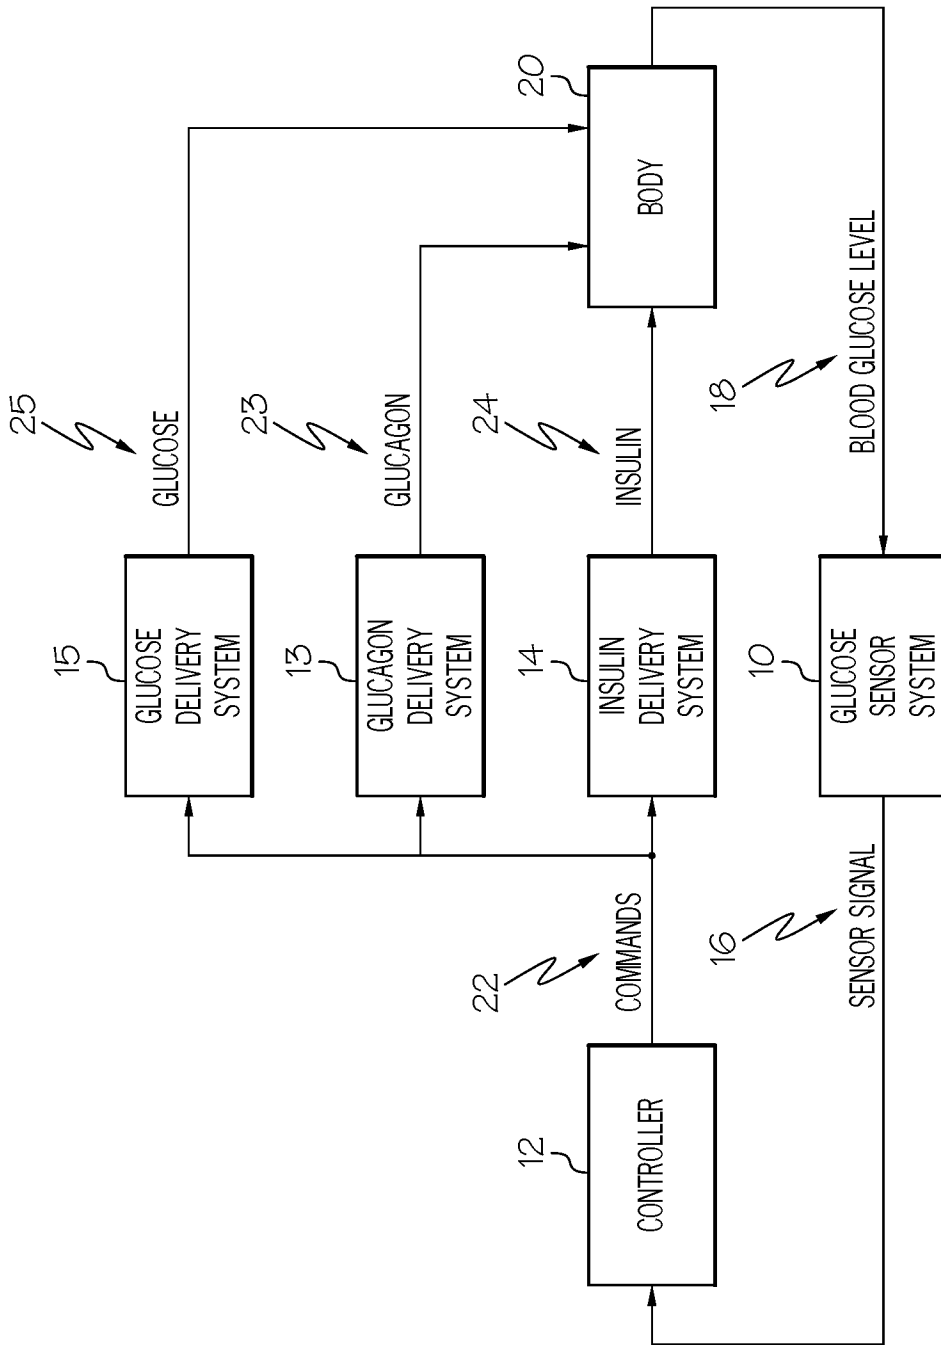 25
GLUCOSE
15
GLUCOSE
DELIVERY
SYSTEM
23
GLUCAGON
13
GLUCAGON
DELIVERY
SYSTEM
12
CONTROLLER
22
COMMANDS
14
INSULIN
DELIVERY
SYSTEM
24
INSULIN
20
BODY
16
SENSOR SIGNAL
10
GLUCOSE
SENSOR
SYSTEM
18
BLOOD GLUCOSE LEVEL